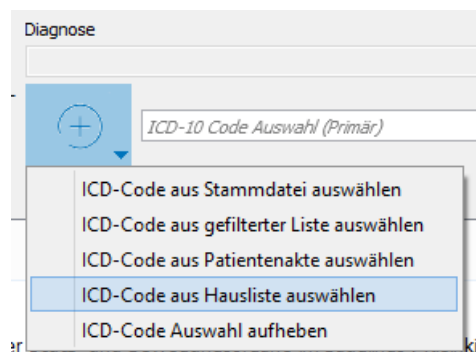 Diagnose
ICD-10 Code Auswahl (Primär)
ICD-Code aus Stammdatei auswählen
ICD-Code aus gefilterter Liste auswählen
ICD-Code aus Patientenakte auswählen
ICD-Code aus Hausliste auswählen
ICD-Code Auswahl aufheben